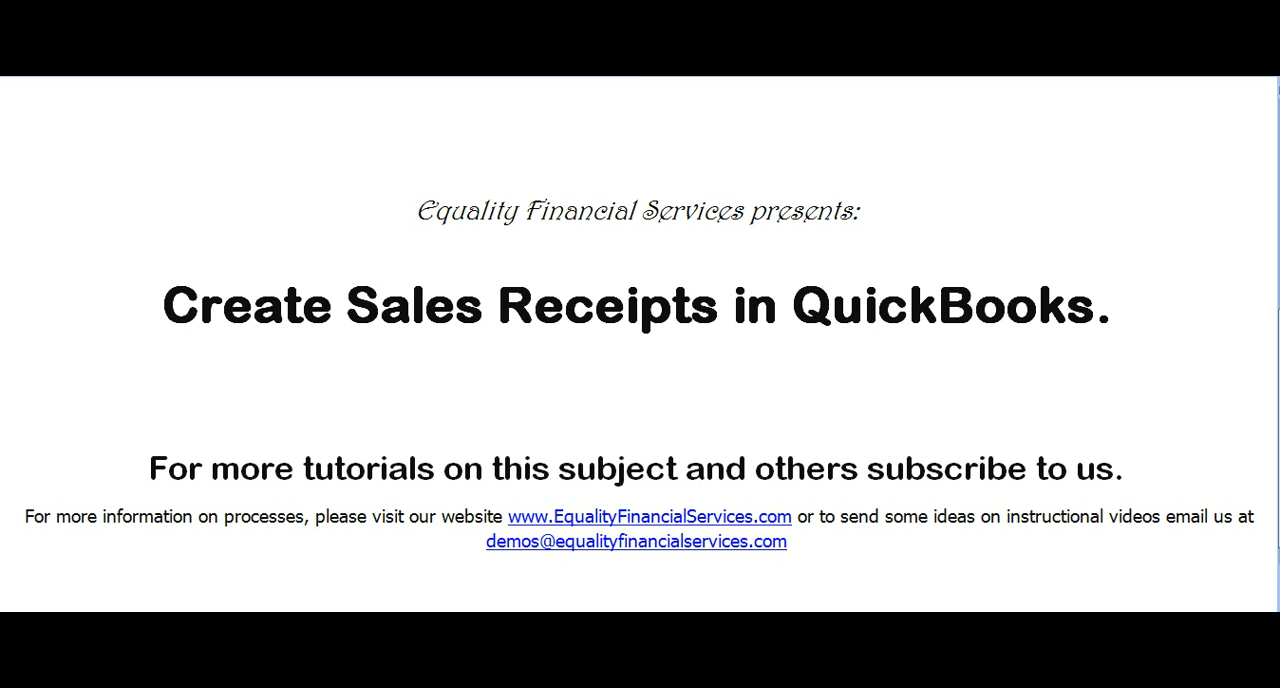 Equality Financial Services presents:
Create Sales Receipts in QuickBooks.
For more tutorials on this subject and others subscribe to us.
For more information on processes, please visit our website www.EqualityFinancialServices.com or to send some ideas on instructional videos email us at
demos@equalityfinancialservices.com